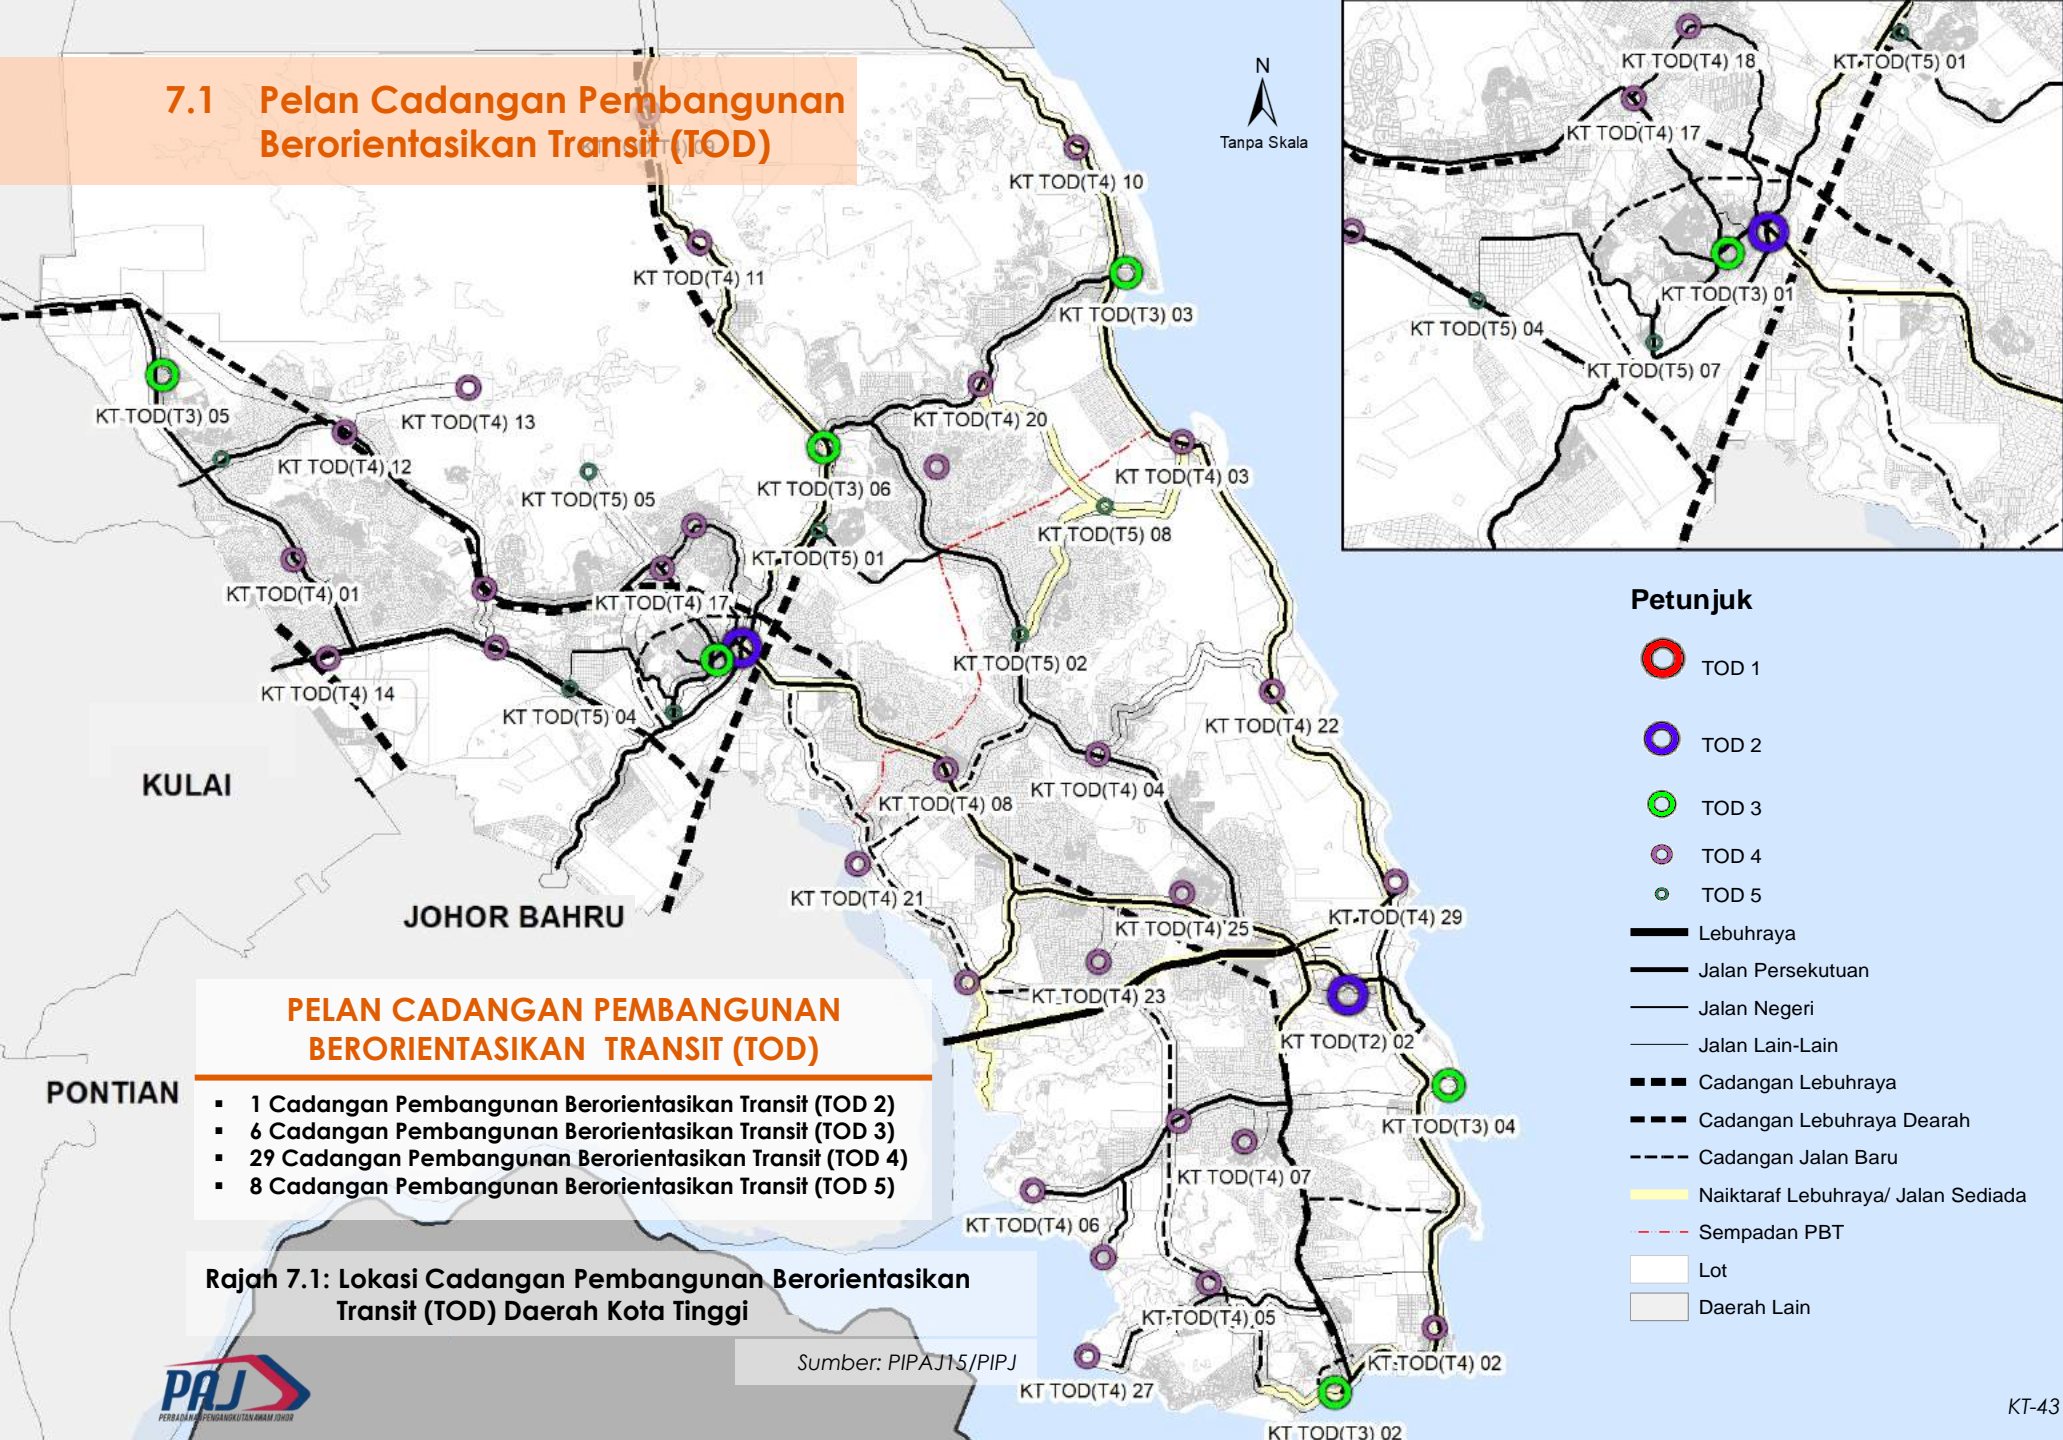 7.1 Pelan Cadangan Pembangunan
Berorientasikan Transit (TOD)
N
Tanpa Skala
KT TOD(T4) 10
KT TOD(T4) 11
KT TOD(T3) 03
KT TOD(T3) 05
KT TOD(T4) 13
KT TOD(T4) 20
KT TOD(T4) 12
KT TOD(T5) 05
KT TOD(T3) 06
KT TOD(T4) 03
KT TOD(T5) 08
KT TOD(T5) 01
KT TOD(T4) 01
KT TOD(T4) 17
KT TOD(T5) 02
KT TOD(T4) 14
KT TOD(T5) 04
KT TOD(T4) 22
KT TOD(T4) 04
KT TOD(T4) 08
KT TOD(T4) 21
KT TOD(T4) 25
KT TOD(T4) 29
KT TOD(T4) 23
KT TOD(T2) 02
KT TOD(T3) 04
KT TOD(T4) 07
KT TOD(T4) 06
KT TOD(T4) 05
KT TOD(T4) 02
KT TOD(T4) 27
KT TOD(T3) 02
KULAI
JOHOR BAHRU
PONTIAN
KT TOD(T4) 18
KT TOD(T5) 01
KT TOD(T4) 17
KT TOD(T3) 01
KT TOD(T5) 04
KT TOD(T5) 07
Petunjuk
TOD 1
TOD 2
TOD 3
TOD 4
TOD 5
Lebuhraya
Jalan Persekutuan
Jalan Negeri
Jalan Lain-Lain
Cadangan Lebuhraya
Cadangan Lebuhraya Dearah
Cadangan Jalan Baru
Naiktaraf Lebuhraya/ Jalan Sediada
Sempadan PBT
Lot
Daerah Lain
PELAN CADANGAN PEMBANGUNAN
BERORIENTASIKAN TRANSIT (TOD)
▪ 1 Cadangan Pembangunan Berorientasikan Transit (TOD 2)
▪ 6 Cadangan Pembangunan Berorientasikan Transit (TOD 3)
▪ 29 Cadangan Pembangunan Berorientasikan Transit (TOD 4)
▪ 8 Cadangan Pembangunan Berorientasikan Transit (TOD 5)
Rajah 7.1: Lokasi Cadangan Pembangunan Berorientasikan
Transit (TOD) Daerah Kota Tinggi
Sumber: PIPAJ15/PIPJ
PAJ
PERBADANAN PENGANGKUTAN AWAM JOHOR
KT-43